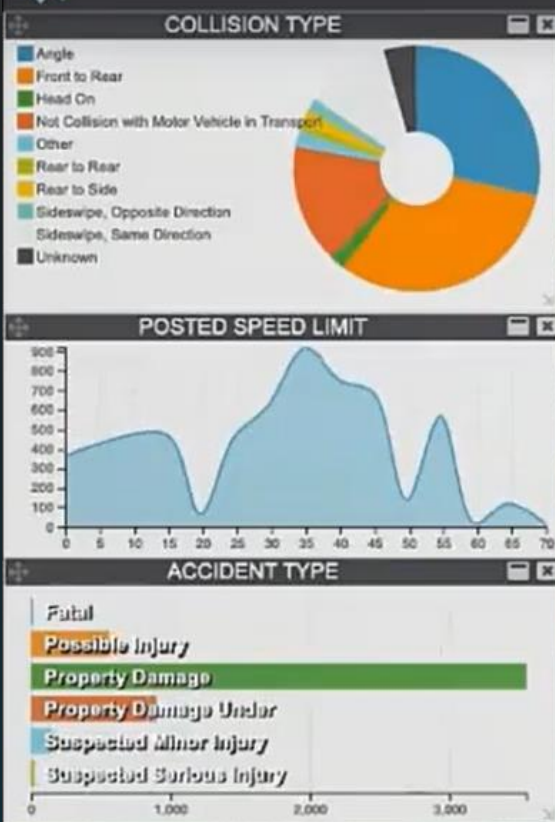 COLLISION TYPE
Angle
Front to Rear
Head On
Not Collision with Motor Vehicle in Transport
Other
Rear to Rear
Rear to Side
Sideswipe, Opposite Direction
Sideswipe, Same Direction
Unknown
POSTED SPEED LIMIT
900
800
700
600
500
400
300
200
100
0
0 5 10 15 20 25 30 35 40 45 50 55 60 65 70
ACCIDENT TYPE
Fatal
Possible Injury
Property Damage
Property Damage Under
Suspected Minor Injury
Suspected Serious Injury
0 1,000 2,000 3,000